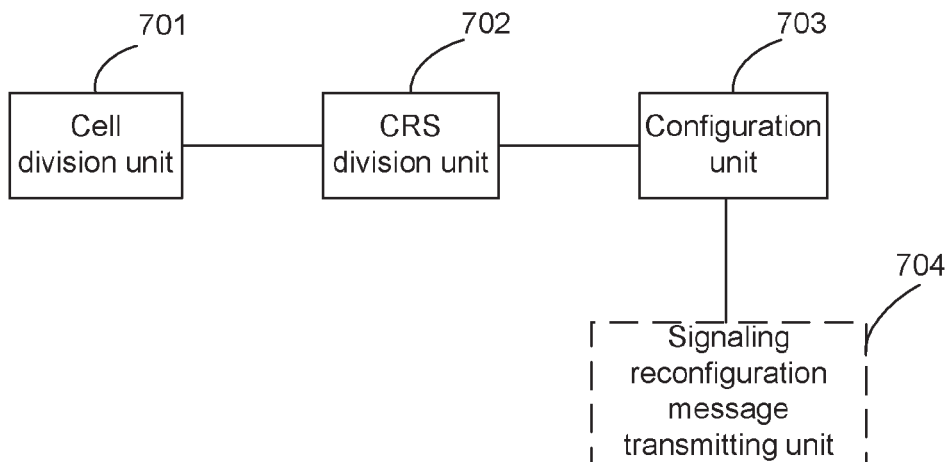 701
702
703
Cell
division unit
CRS
division unit
Configuration
unit
704
Signaling
reconfiguration
message
transmitting unit